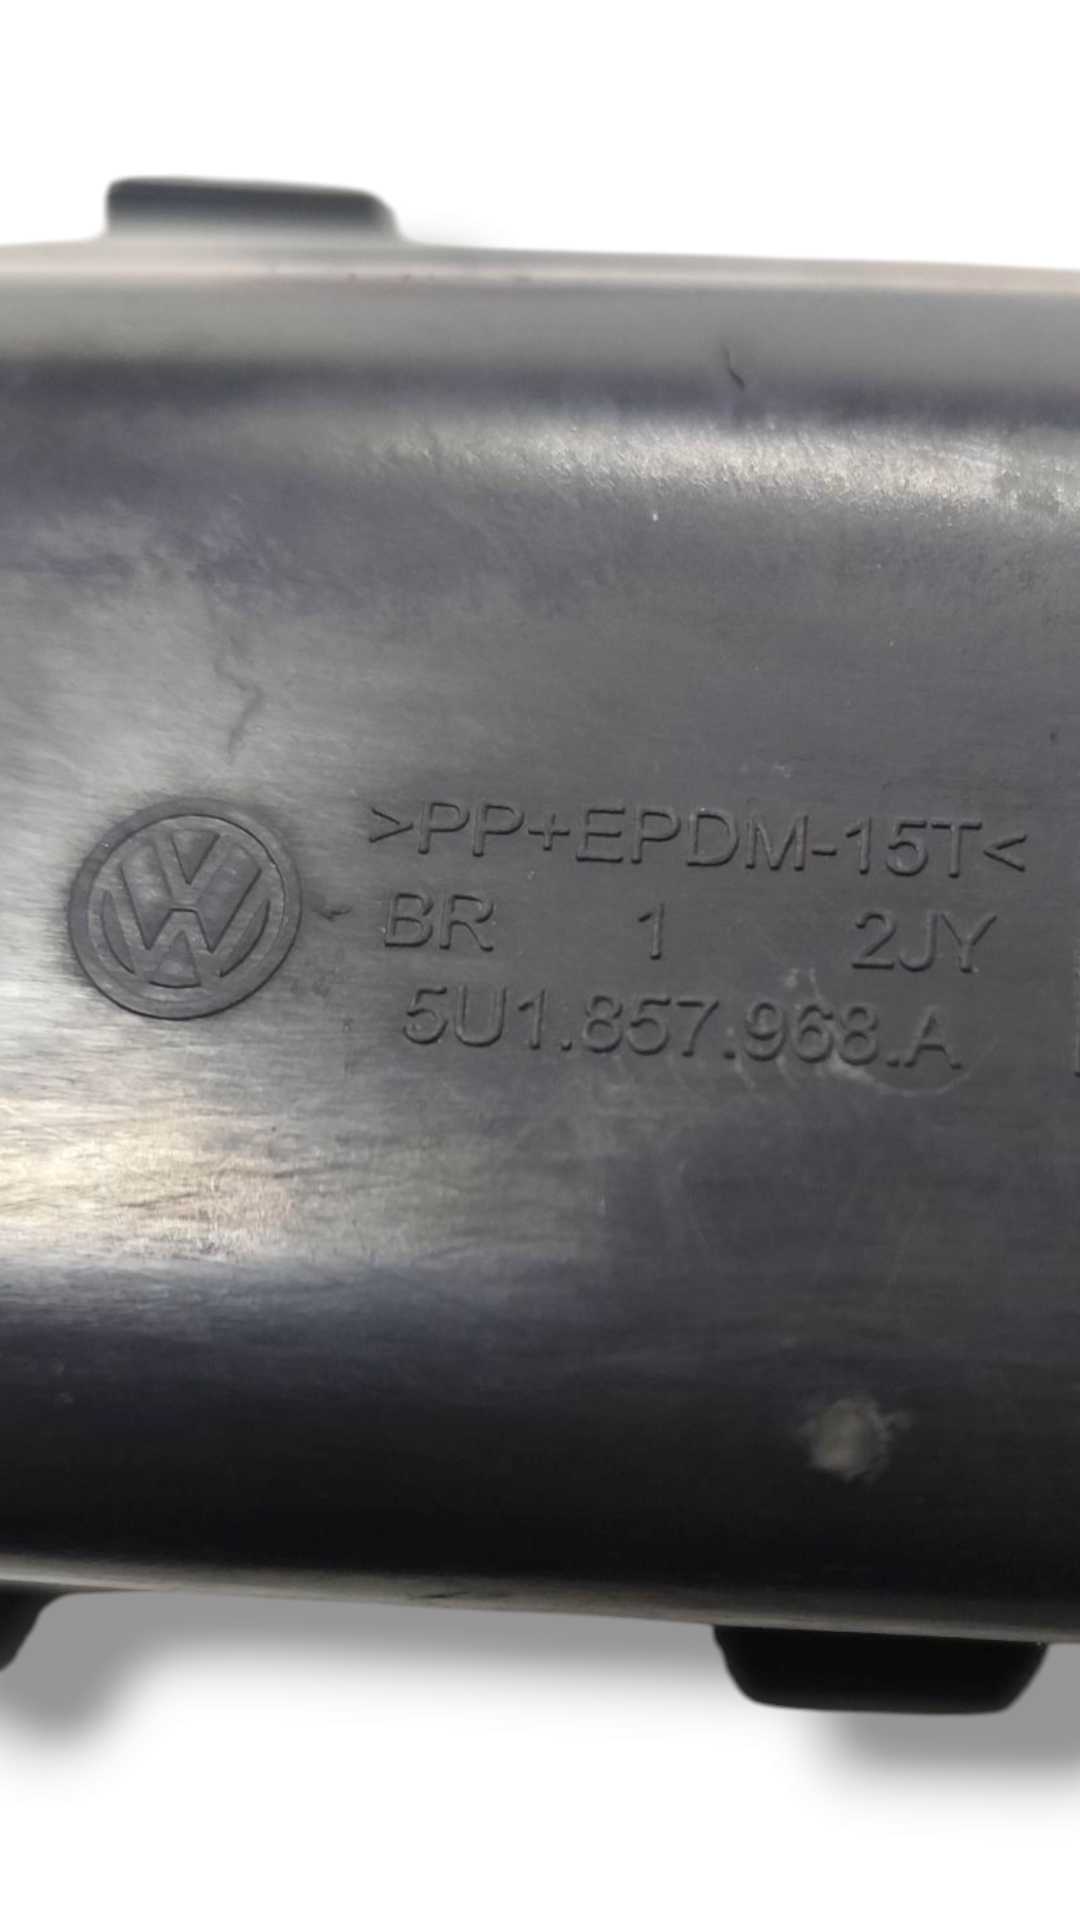 >PP+EPDM-15T<
BR 1 2JY
5U1.857.968.A